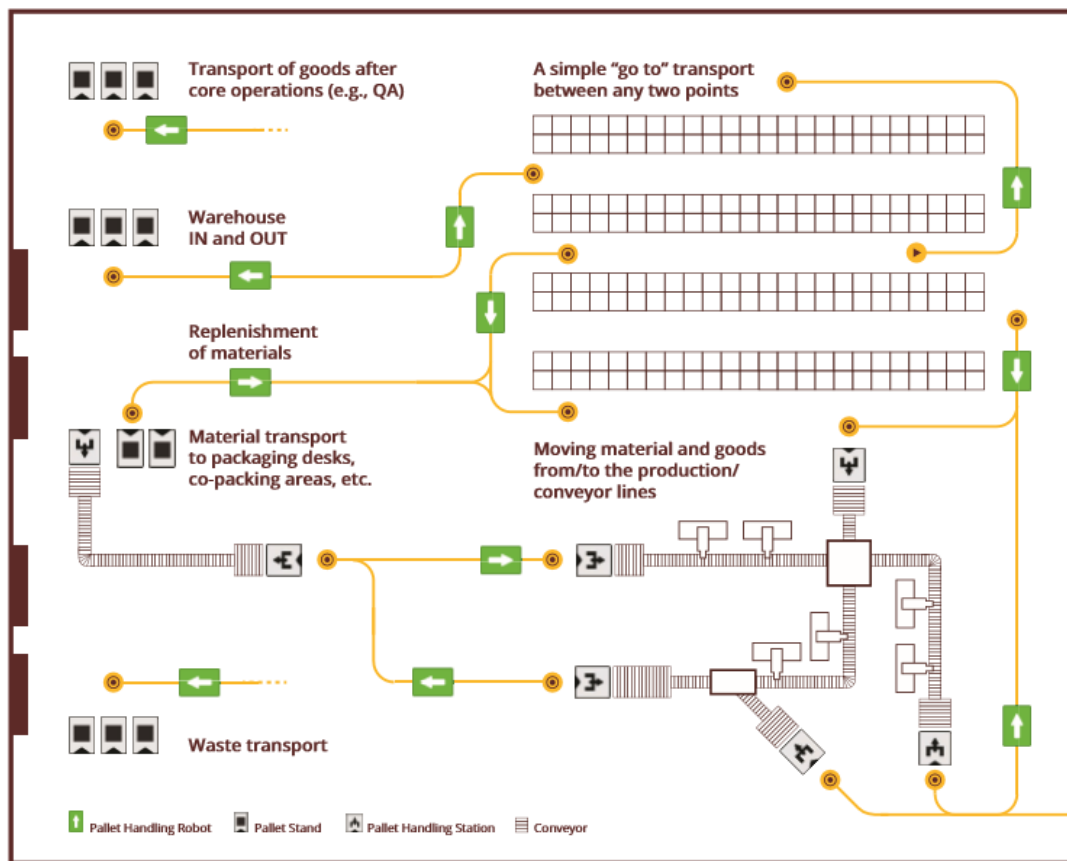 Transport of goods after
core operations (e.g., QA)
A simple “go to” transport
between any two points
Warehouse
IN and OUT
Replenishment
of materials
Material transport
to packaging desks,
co-packing areas, etc.
Moving material and goods
from/to the production/
conveyor lines
Waste transport
Pallet Handling Robot
Pallet Stand
Pallet Handling Station
Conveyor